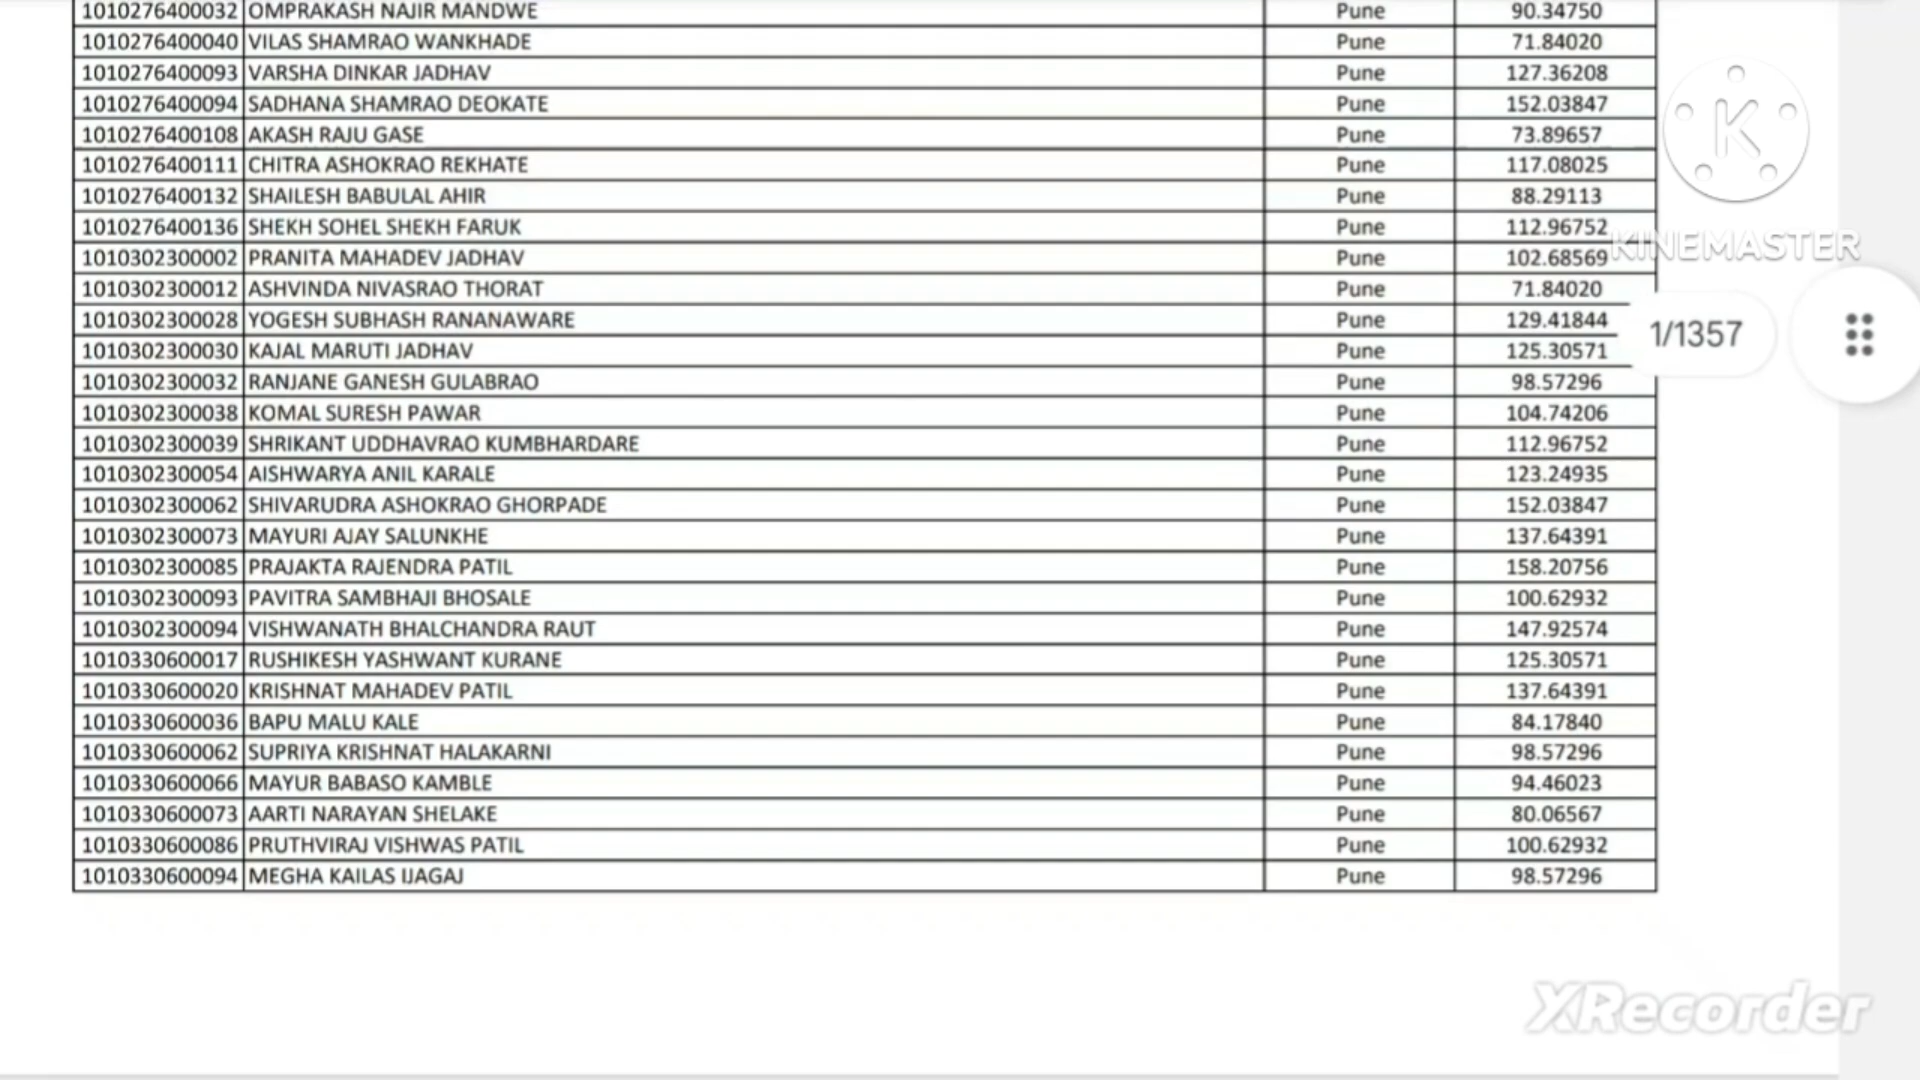 1010276400032 OMPRAKASH NAJIR MANDWE Pune 90.34750
1010276400040 VILAS SHAMRAO WANKHADE Pune 71.84020
1010276400093 VARSHA DINKAR JADHAV Pune 127.36208
1010276400094 SADHANA SHAMRAO DEOKATE Pune 152.03847
1010276400108 AKASH RAJU GASE Pune 73.89657
1010276400111 CHITRA ASHOKRAO REKHATE Pune 117.08025
1010276400132 SHAILESH BABULAL AHIR Pune 88.29113
1010276400136 SHEKH SOHEL SHEKH FARUK Pune 112.96752
1010302300002 PRANITA MAHADEV JADHAV Pune 102.68569
1010302300012 ASHVINDA NIVASRAO THORAT Pune 71.84020
1010302300028 YOGESH SUBHASH RANANAWARE Pune 129.41844
1010302300030 KAJAL MARUTI JADHAV Pune 125.30571
1010302300032 RANJANE GANESH GULABRAO Pune 98.57296
1010302300038 KOMAL SURESH PAWAR Pune 104.74206
1010302300039 SHRIKANT UDDHAVRAO KUMBHARDARE Pune 112.96752
1010302300054 AISHWARYA ANIL KARALE Pune 123.24935
1010302300062 SHIVARUDRA ASHOKRAO GHORPADE Pune 152.03847
1010302300073 MAYURI AJAY SALUNKHE Pune 137.64391
1010302300085 PRAJAKTA RAJENDRA PATIL Pune 158.20756
1010302300093 PAVITRA SAMBHAJI BHOSALE Pune 100.62932
1010302300094 VISHWANATH BHALCHANDRA RAUT Pune 147.92574
1010330600017 RUSHIKESH YASHWANT KURANE Pune 125.30571
1010330600020 KRISHNAT MAHADEV PATIL Pune 137.64391
1010330600036 BAPU MALU KALE Pune 84.17840
1010330600062 SUPRIYA KRISHNAT HALAKARNI Pune 98.57296
1010330600066 MAYUR BABASO KAMBLE Pune 94.46023
1010330600073 AARTI NARAYAN SHELAKE Pune 80.06567
1010330600086 PRUTHVIRAJ VISHWAS PATIL Pune 100.62932
1010330600094 MEGHA KAILAS IJAGAJ Pune 98.57296
K
KINEMASTER
1/1357
XRecorder